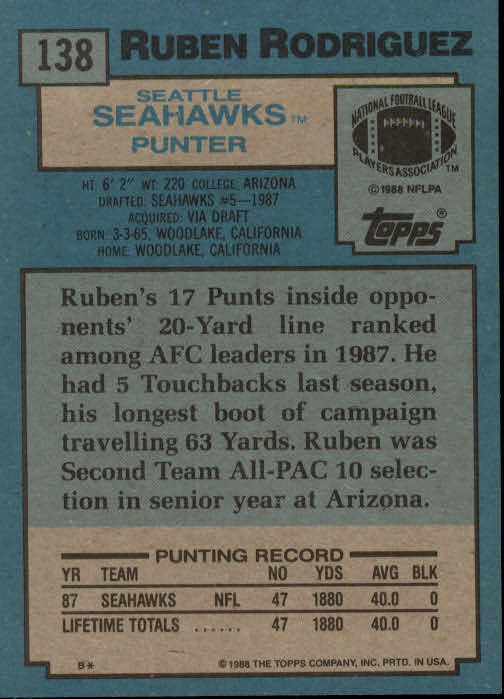 138 RUBEN RODRIGUEZ
SEATTLE
SEAHAWKS™
PUNTER
HT: 6' 2" WT: 220 COLLEGE: ARIZONA
DRAFTED: SEAHAWKS #5—1987
ACQUIRED: VIA DRAFT
BORN: 3-3-65, WOODLAKE, CALIFORNIA
HOME: WOODLAKE, CALIFORNIA
NATIONAL FOOTBALL LEAGUE
PLAYERS ASSOCIATION™
©1988 NFLPA
topps®
Ruben's 17 Punts inside oppo-
nents' 20-Yard line ranked
among AFC leaders in 1987. He
had 5 Touchbacks last season,
his longest boot of campaign
travelling 63 Yards. Ruben was
Second Team All-PAC 10 selec-
tion in senior year at Arizona.
PUNTING RECORD
YR TEAM NO YDS AVG BLK
87 SEAHAWKS NFL 47 1880 40.0 0
LIFETIME TOTALS ...... 47 1880 40.0 0
B* ©1988 THE TOPPS COMPANY, INC. PRTD. IN USA.